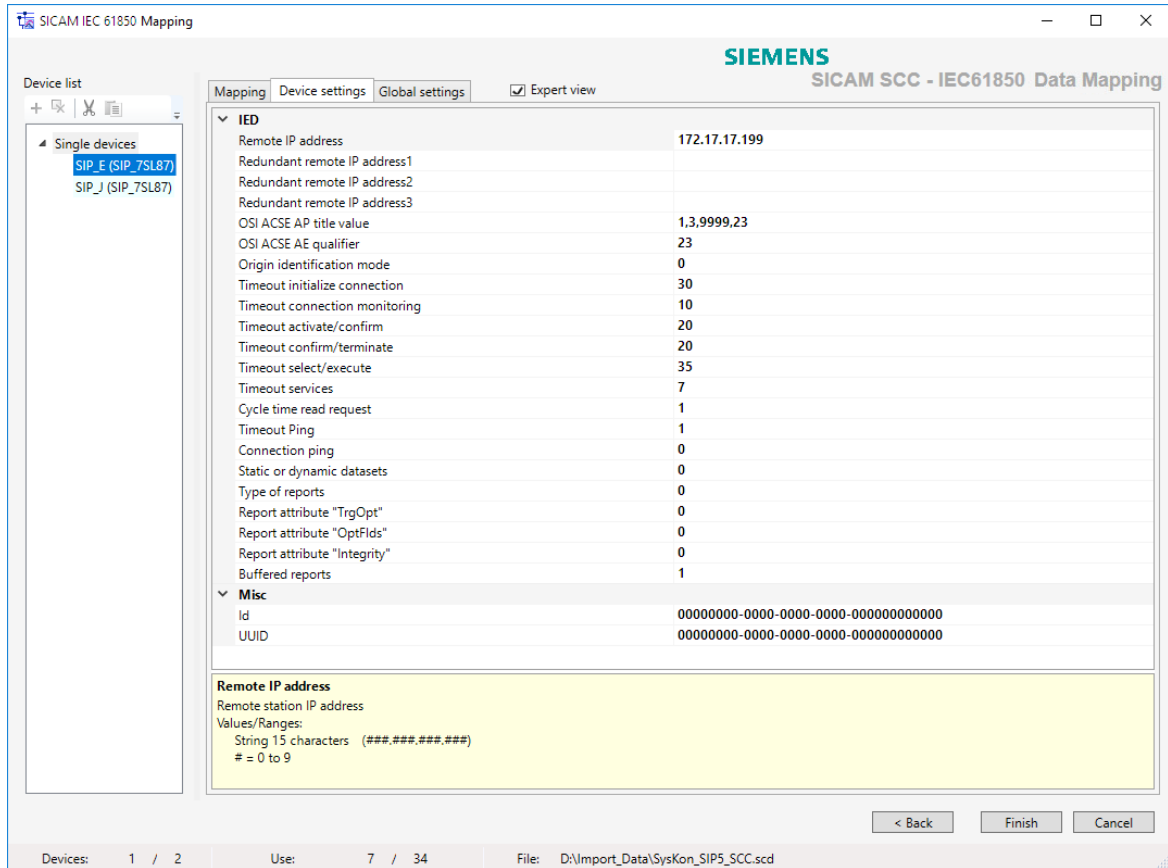 SICAM IEC 61850 Mapping
SIEMENS
SICAM SCC - IEC61850 Data Mapping
Device list
Mapping Device settings Global settings Expert view
Single devices
SIP_E (SIP_7SL87)
SIP_J (SIP_7SL87)
IED
Remote IP address 172.17.17.199
Redundant remote IP address1
Redundant remote IP address2
Redundant remote IP address3
OSI ACSE AP title value 1,3,9999,23
OSI ACSE AE qualifier 23
Origin identification mode 0
Timeout initialize connection 30
Timeout connection monitoring 10
Timeout activate/confirm 20
Timeout confirm/terminate 20
Timeout select/execute 35
Timeout services 7
Cycle time read request 1
Timeout Ping 1
Connection ping 0
Static or dynamic datasets 0
Type of reports 0
Report attribute "TrgOpt" 0
Report attribute "OptFlds" 0
Report attribute "Integrity" 0
Buffered reports 1
Misc
Id 00000000-0000-0000-0000-000000000000
UUID 00000000-0000-0000-0000-000000000000
Remote IP address
Remote station IP address
Values/Ranges:
String 15 characters (###.###.###.###)
# = 0 to 9
< Back Finish Cancel
Devices: 1 / 2 Use: 7 / 34 File: D:\Import_Data\SysKon_SIP5_SCC.scd